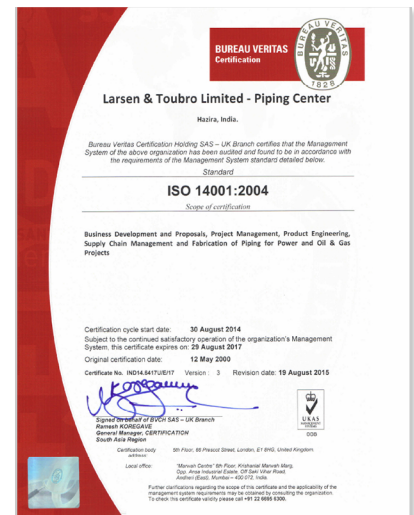 BUREAU VERITAS
Certification
BUREAU VERITAS
1828
Larsen & Toubro Limited - Piping Center
Hazira, India.
Bureau Veritas Certification Holding SAS – UK Branch certifies that the Management
System of the above organization has been audited and found to be in accordance with
the requirements of the Management System standard detailed below.
Standard
ISO 14001:2004
Scope of certification
Business Development and Proposals, Project Management, Product Engineering,
Supply Chain Management and Fabrication of Piping for Power and Oil & Gas
Projects
Certification cycle start date: 30 August 2014
Subject to the continued satisfactory operation of the organization's Management
System, this certificate expires on: 29 August 2017
Original certification date: 12 May 2000
Certificate No. IND14.5417U/E/17 Version : 3 Revision date: 19 August 2015
Signed on behalf of BVCH SAS – UK Branch
Ramesh KOREGAVE
General Manager, CERTIFICATION
South Asia Region
UKAS
MANAGEMENT
SYSTEMS
008
Certification body
address:
5th Floor, 66 Prescot Street, London, E1 8HG, United Kingdom
Local office:
"Marwah Centre" 6th Floor, Krishanlal Marwah Marg,
Opp. Ansa Industrial Estate, Off Saki Vihar Road,
Andheri (East), Mumbai – 400 072, India.
Further clarifications regarding the scope of this certificate and the applicability of the
management system requirements may be obtained by consulting the organization.
To check this certificate validity please call +91 22 6695 6300.